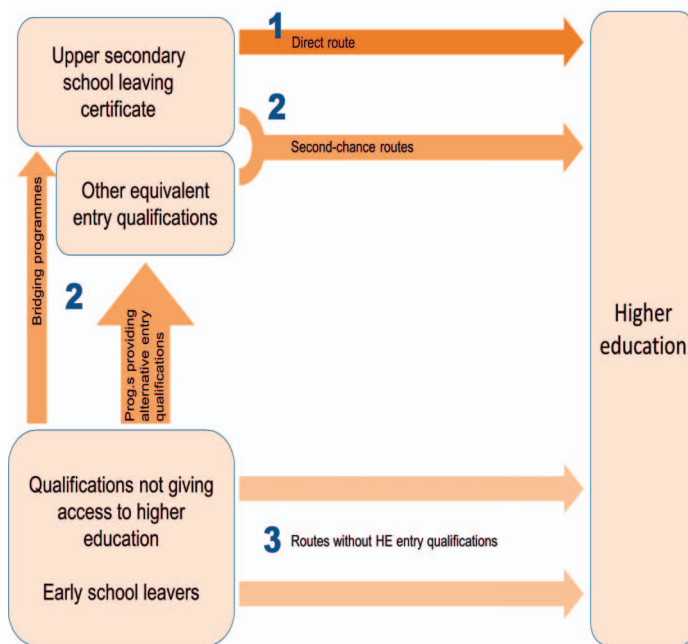 1
Direct route
Upper secondary
school leaving
certificate
2
Second-chance routes
Other equivalent
entry qualifications
Bridging programmes
2
Prog.s providing
alternative entry
qualifications
Higher
education
Qualifications not giving
access to higher
education
Early school leavers
3
Routes without HE entry qualifications